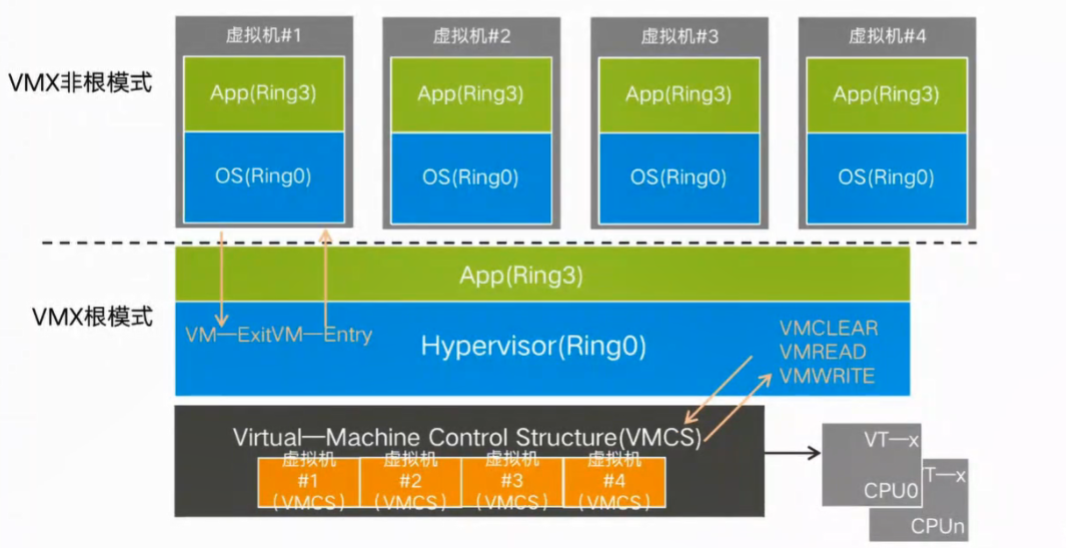 虚拟机#1
虚拟机#2
虚拟机#3
虚拟机#4
VMX非根模式
App(Ring3)
App(Ring3)
App(Ring3)
App(Ring3)
OS(Ring0)
OS(Ring0)
OS(Ring0)
OS(Ring0)
App(Ring3)
VMX根模式
VM—ExitVM—Entry
Hypervisor(Ring0)
VMCLEAR
VMREAD
VMWRITE
Virtual—Machine Control Structure(VMCS)
虚拟机
#1
(VMCS)
虚拟机
#2
(VMCS)
虚拟机
#3
(VMCS)
虚拟机
#4
(VMCS)
VT—x
CPU0
T—x
CPUn